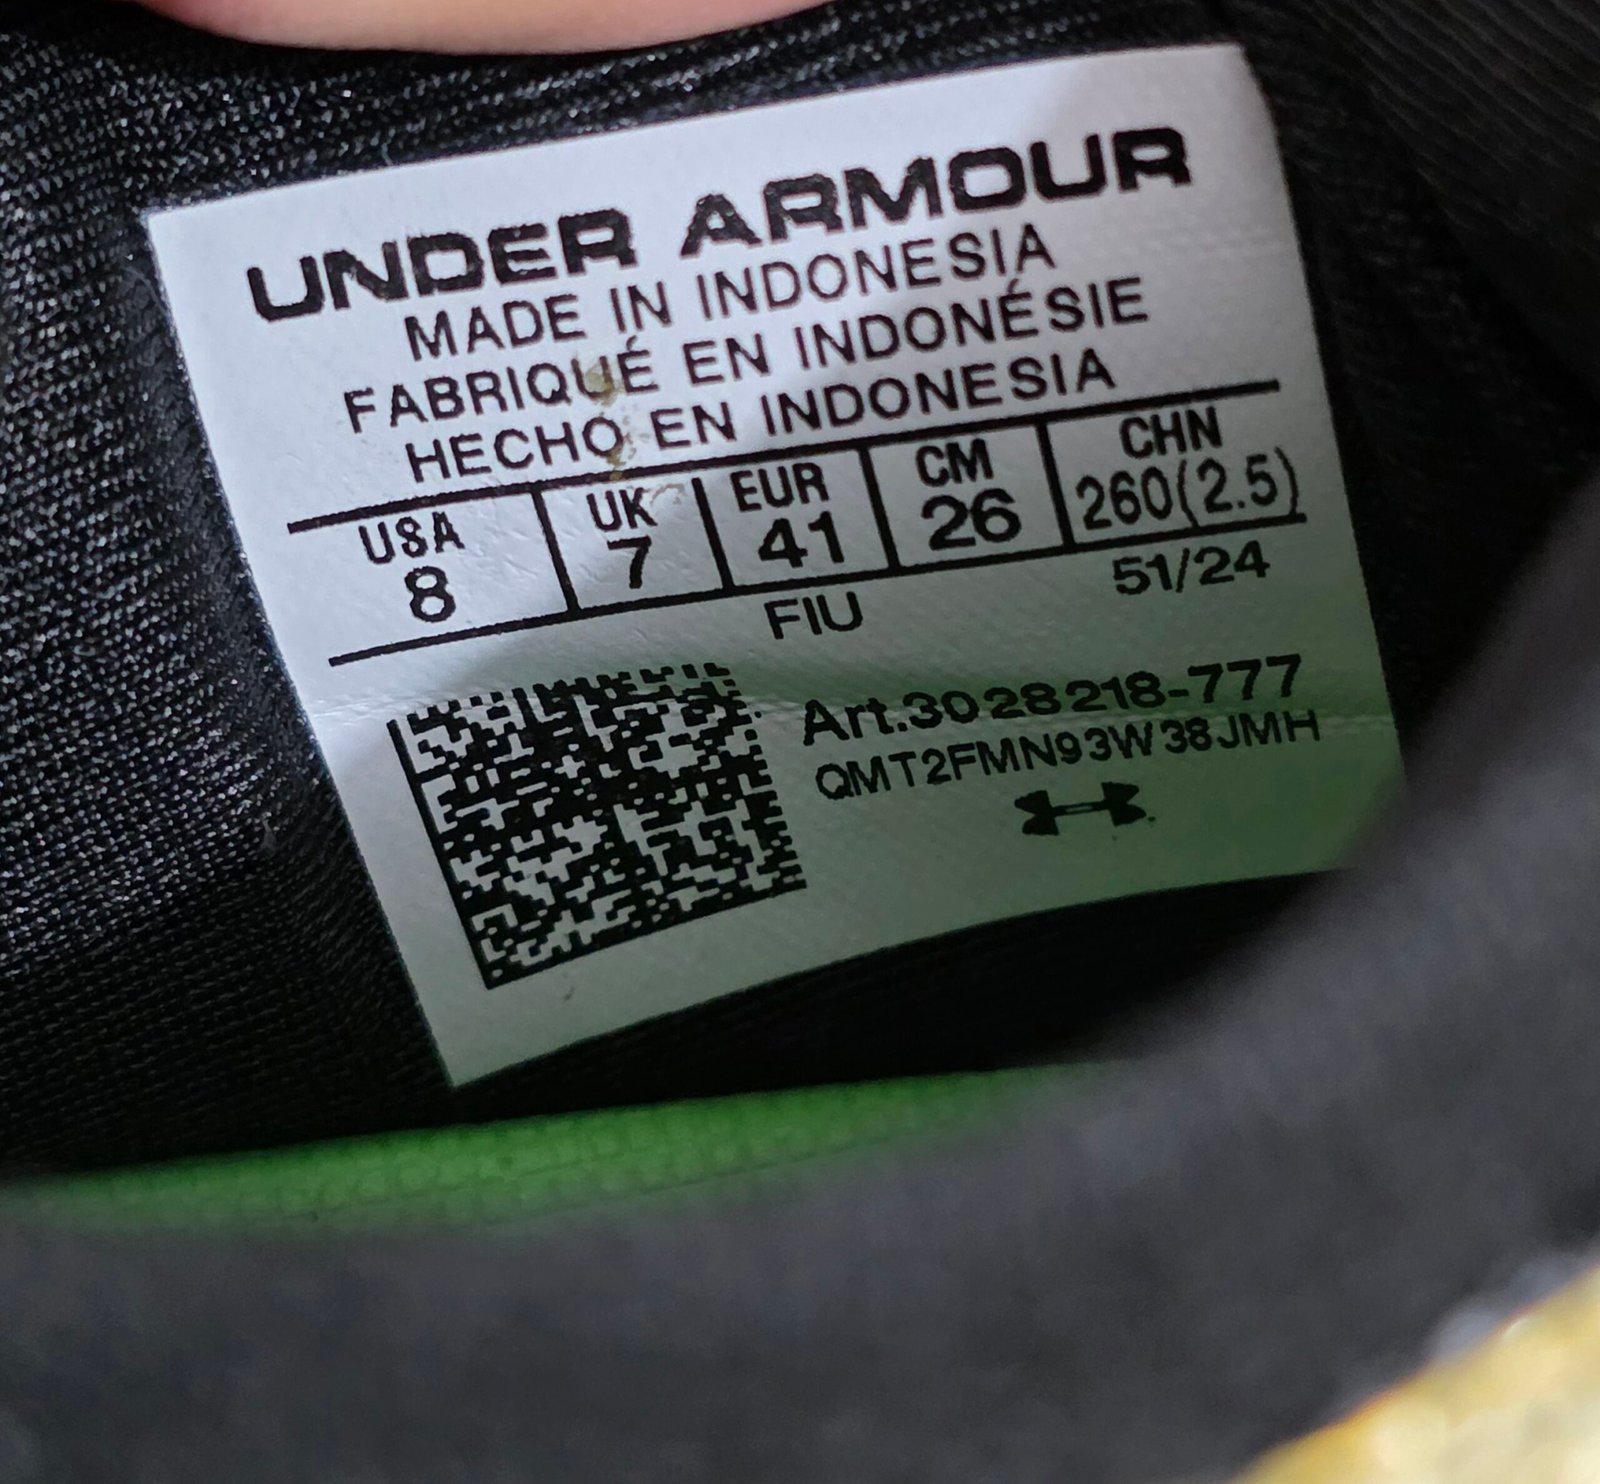 UNDER ARMOUR
MADE IN INDONESIA
FABRIQUÉ EN INDONÉSIE
HECHO EN INDONESIA
USA UK EUR CM CHN
8 7 41 26 260(2.5)
FIU 51/24
Art.3028218-777
QMT2FMN93W38JMH